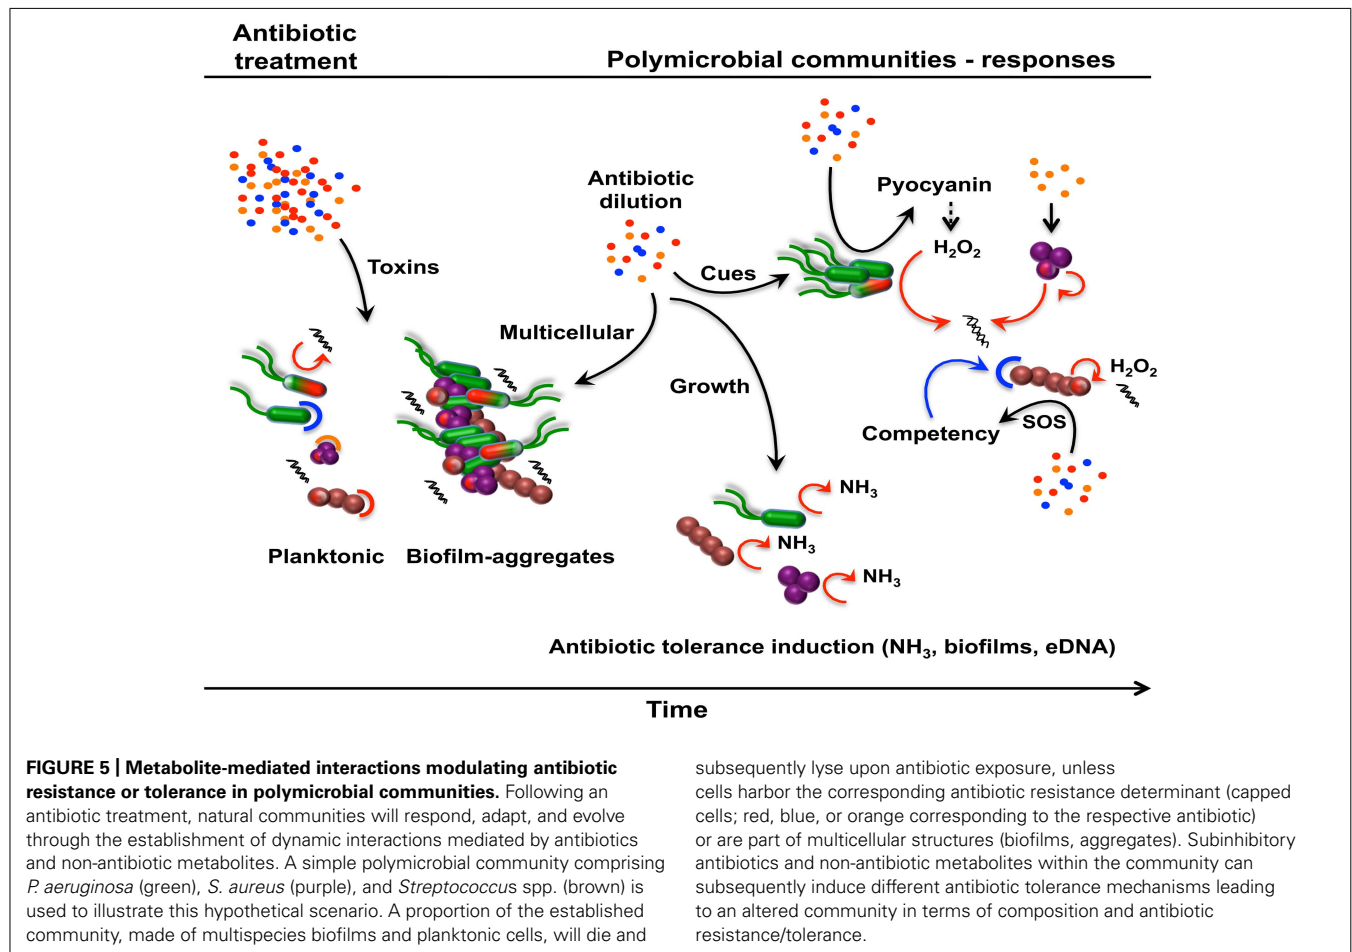 Antibiotic
treatment
Polymicrobial communities - responses
Antibiotic
dilution
Toxins
Cues
Multicellular
Growth
Pyocyanin
H₂O₂
H₂O₂
SOS
Competency
NH₃
NH₃
NH₃
Planktonic
Biofilm-aggregates
Antibiotic tolerance induction (NH₃, biofilms, eDNA)
Time
FIGURE 5 | Metabolite-mediated interactions modulating antibiotic
resistance or tolerance in polymicrobial communities. Following an
antibiotic treatment, natural communities will respond, adapt, and evolve
through the establishment of dynamic interactions mediated by antibiotics
and non-antibiotic metabolites. A simple polymicrobial community comprising
P. aeruginosa (green), S. aureus (purple), and Streptococcus spp. (brown) is
used to illustrate this hypothetical scenario. A proportion of the established
community, made of multispecies biofilms and planktonic cells, will die and
subsequently lyse upon antibiotic exposure, unless
cells harbor the corresponding antibiotic resistance determinant (capped
cells; red, blue, or orange corresponding to the respective antibiotic)
or are part of multicellular structures (biofilms, aggregates). Subinhibitory
antibiotics and non-antibiotic metabolites within the community can
subsequently induce different antibiotic tolerance mechanisms leading
to an altered community in terms of composition and antibiotic
resistance/tolerance.